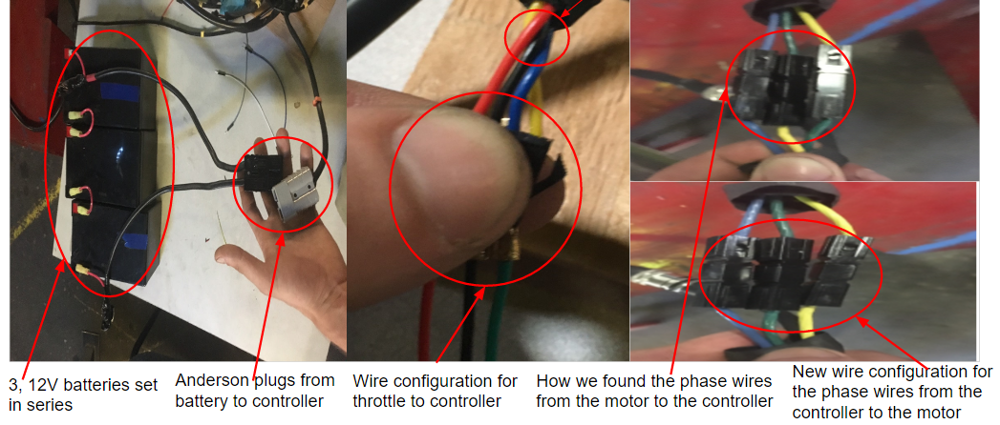 3, 12V batteries set
in series
Anderson plugs from
battery to controller
Wire configuration for
throttle to controller
How we found the phase wires
from the motor to the controller
New wire configuration for
the phase wires from the
controller to the motor